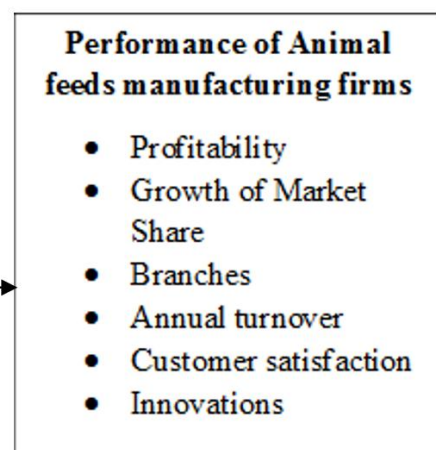 Performance of Animal
feeds manufacturing firms
• Profitability
• Growth of Market
Share
• Branches
• Annual turnover
• Customer satisfaction
• Innovations